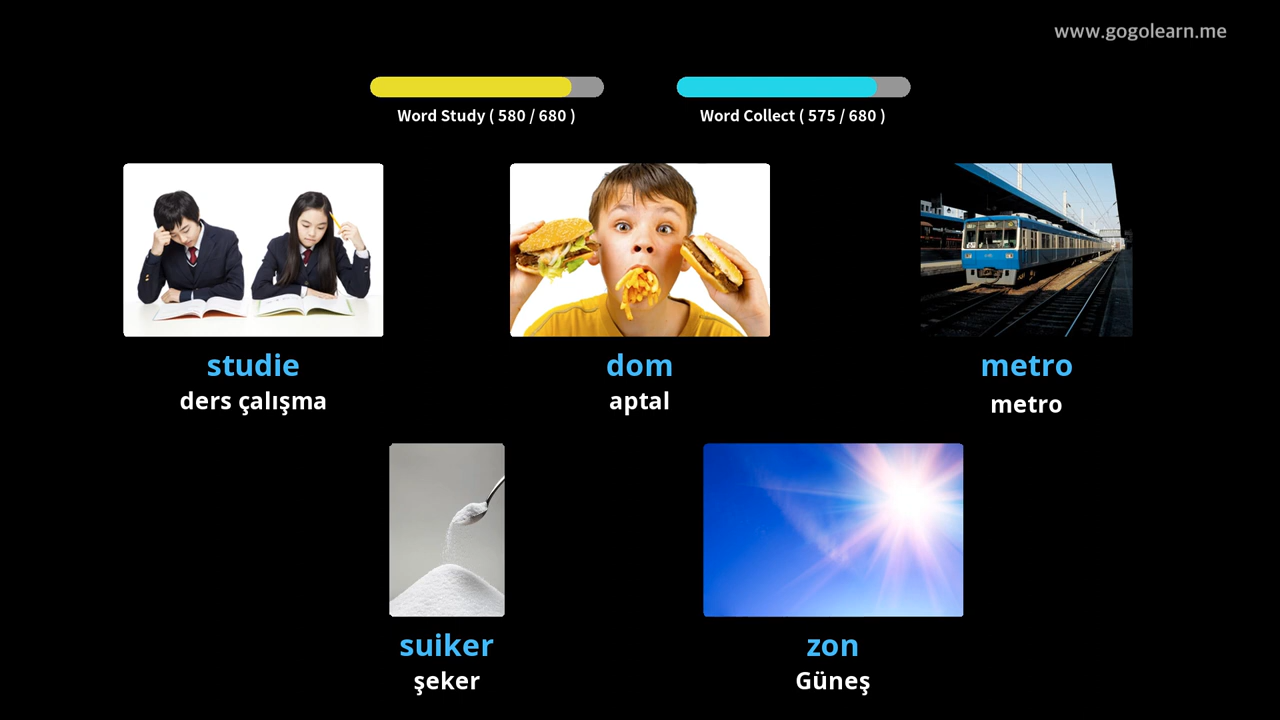 www.gogolearn.me
Word Study ( 580 / 680 )
Word Collect ( 575 / 680 )
studie
ders çalışma
dom
aptal
metro
metro
suiker
şeker
zon
Güneş